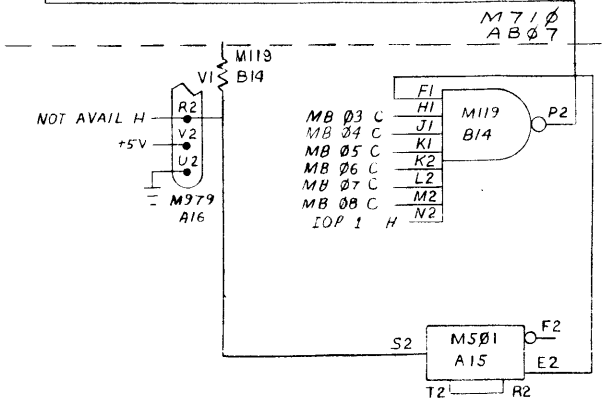 M71Ø
ABØ7
M119
V1 B14
R2
NOT AVAIL H
V2
+5V
U2
M979
A16
F1
H1
MB Ø3 C
J1
MB Ø4 C
K1
MB Ø5 C
K2
MB Ø6 C
L2
MB Ø7 C
M2
MB Ø8 C
N2
IOP 1 H
M119
B14
P2
S2
M5Ø1
A15
F2
E2
T2 R2